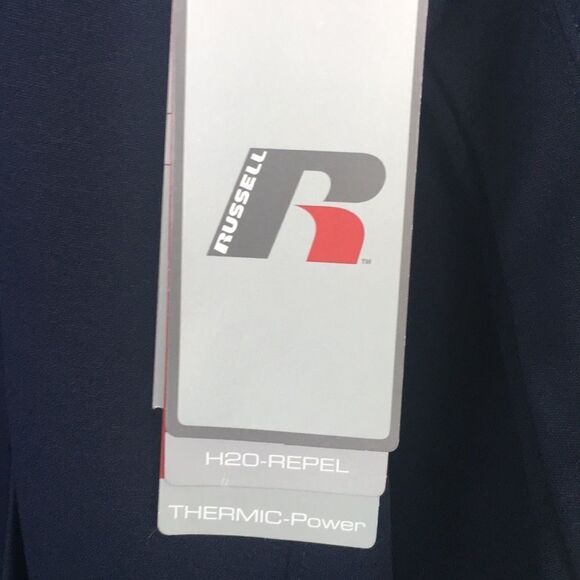 RUSSELL
R
TM
H2O-REPEL
THERMIC-Power